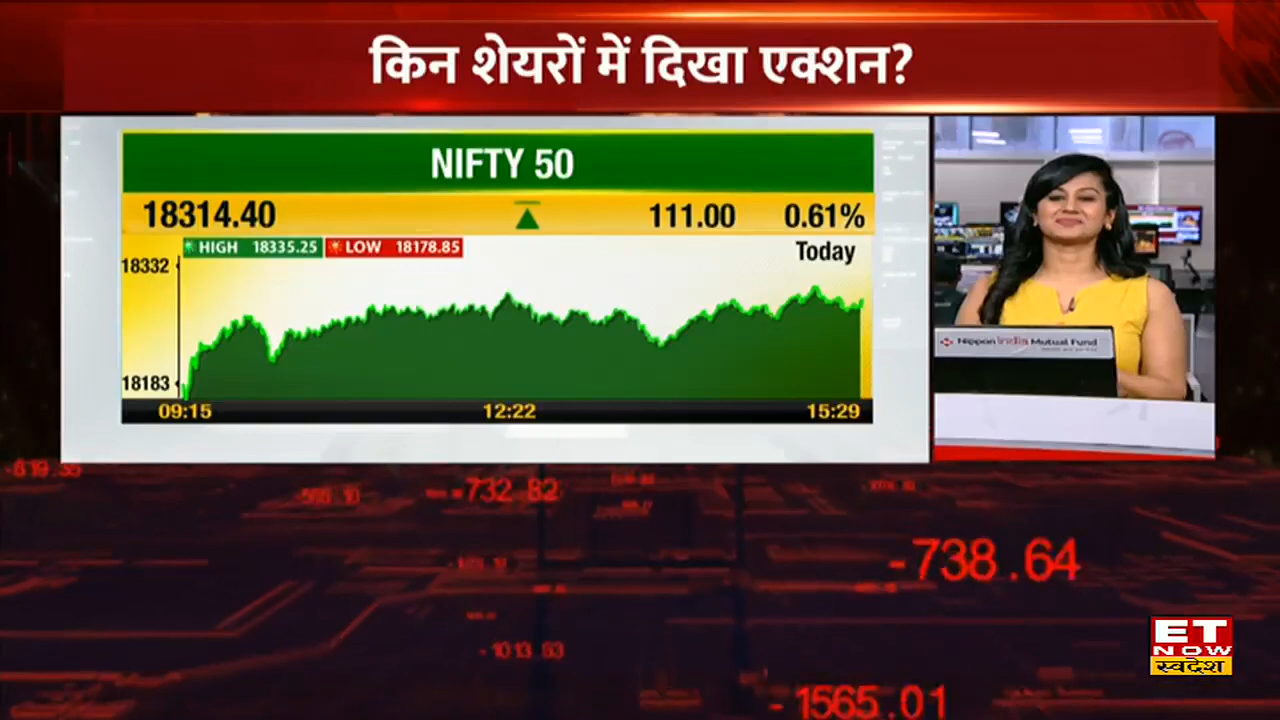 किन शेयरों में दिखा एक्शन?
NIFTY 50
18314.40 111.00 0.61%
HIGH 18335.25 LOW 18178.85 Today
18332
18183
09:15 12:22 15:29
Nippon india Mutual Fund
-732.82
-738.64
-1013.63
-1565.01
ET
NOW
स्वदेश